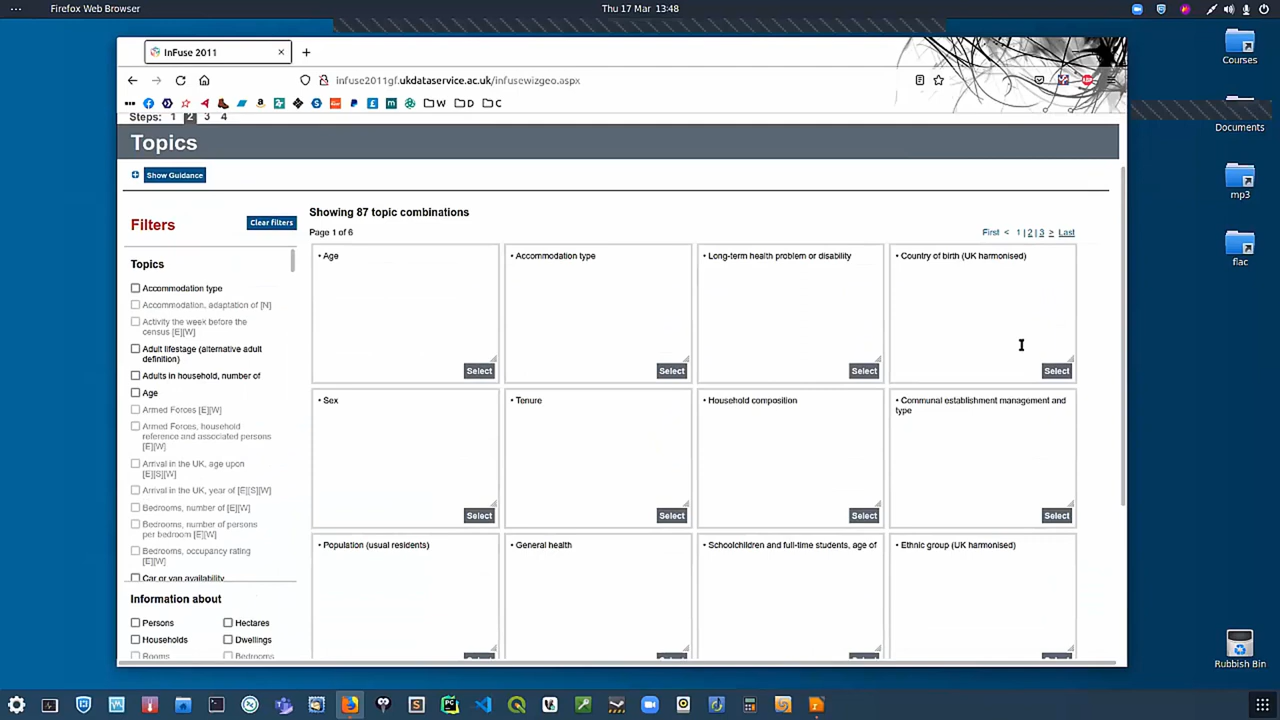 Firefox Web Browser
Thu 17 Mar 13:48
InFuse 2011
infuse2011gf.ukdataservice.ac.uk/infusewizgeo.aspx
W D C
Steps: 1 2 3 4
Topics
Show Guidance
Filters
Clear filters
Topics
Accommodation type
Accommodation, adaptation of [N]
Activity the week before the
census [E][W]
Adult lifestage (alternative adult
definition)
Adults in household, number of
Age
Armed Forces [E][W]
Armed Forces, household
reference and associated persons
[E][W]
Arrival in the UK, age upon
[E][S][W]
Arrival in the UK, year of [E][S][W]
Bedrooms, number of [E][W]
Bedrooms, number of persons
per bedroom [E][W]
Bedrooms, occupancy rating
[E][W]
Car or van availability
Information about
Persons
Hectares
Households
Dwellings
Rooms
Bedrooms
Showing 87 topic combinations
Page 1 of 6
First < 1 | 2 | 3 > Last
• Age
• Accommodation type
• Long-term health problem or disability
• Country of birth (UK harmonised)
Select
Select
Select
Select
• Sex
• Tenure
• Household composition
• Communal establishment management and
type
Select
Select
Select
Select
• Population (usual residents)
• General health
• Schoolchildren and full-time students, age of
• Ethnic group (UK harmonised)
Courses
Documents
mp3
flac
Rubbish Bin